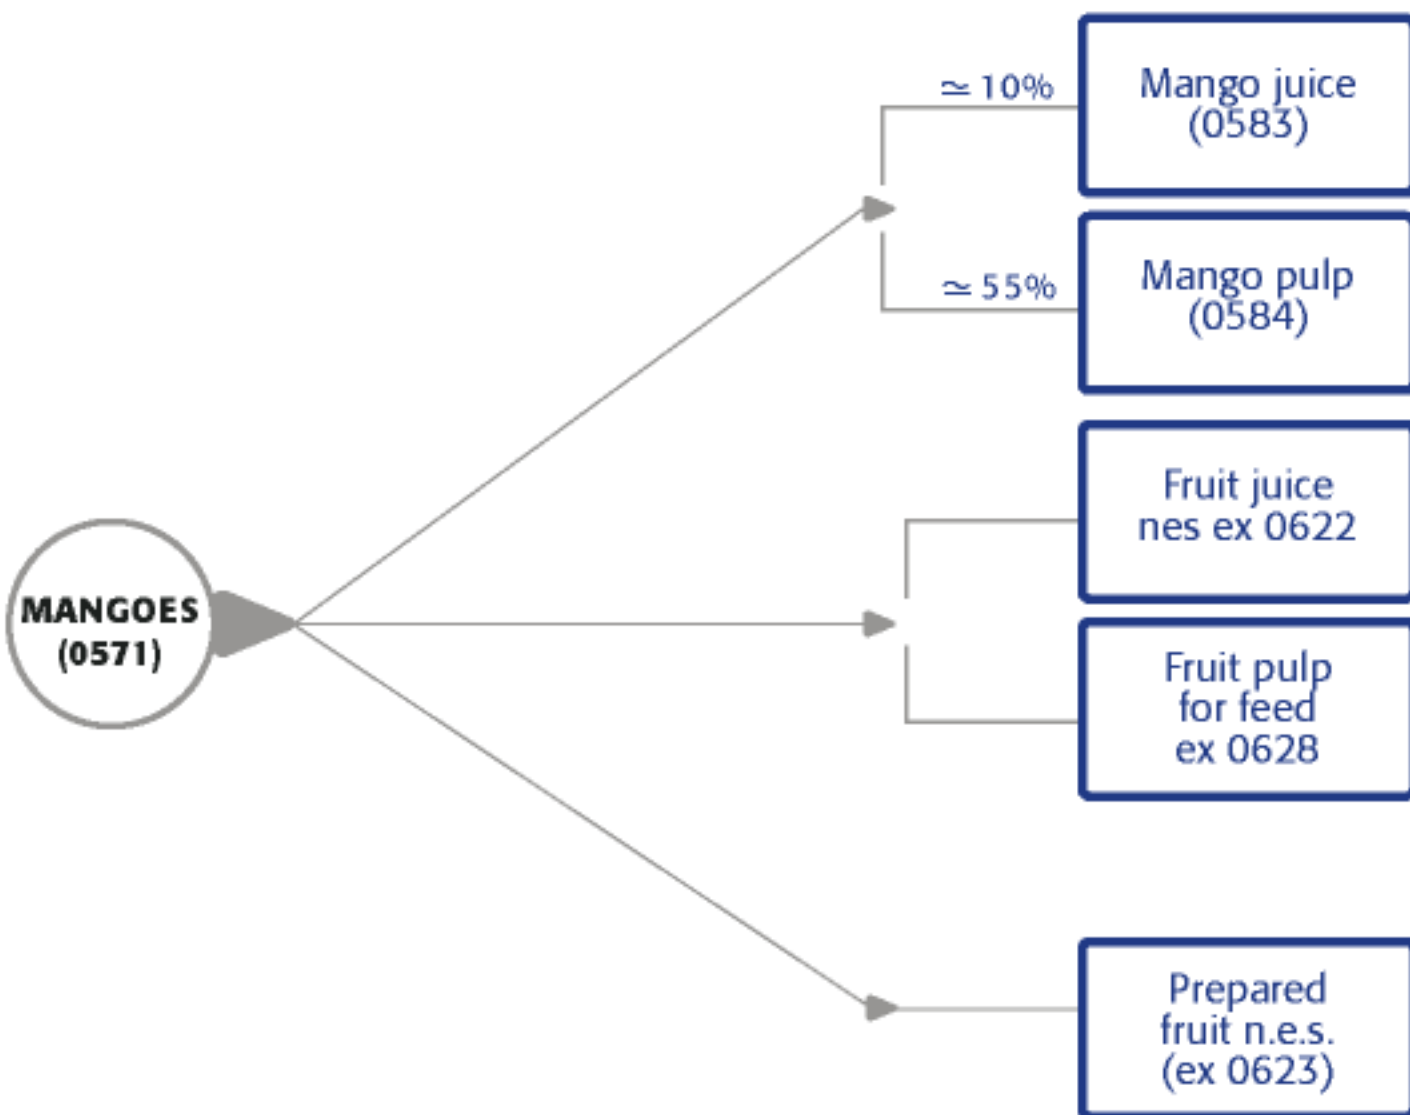 ≃ 10%
Mango juice
(0583)
≃ 55%
Mango pulp
(0584)
Fruit juice
nes ex 0622
MANGOES
(0571)
Fruit pulp
for feed
ex 0628
Prepared
fruit n.e.s.
(ex 0623)